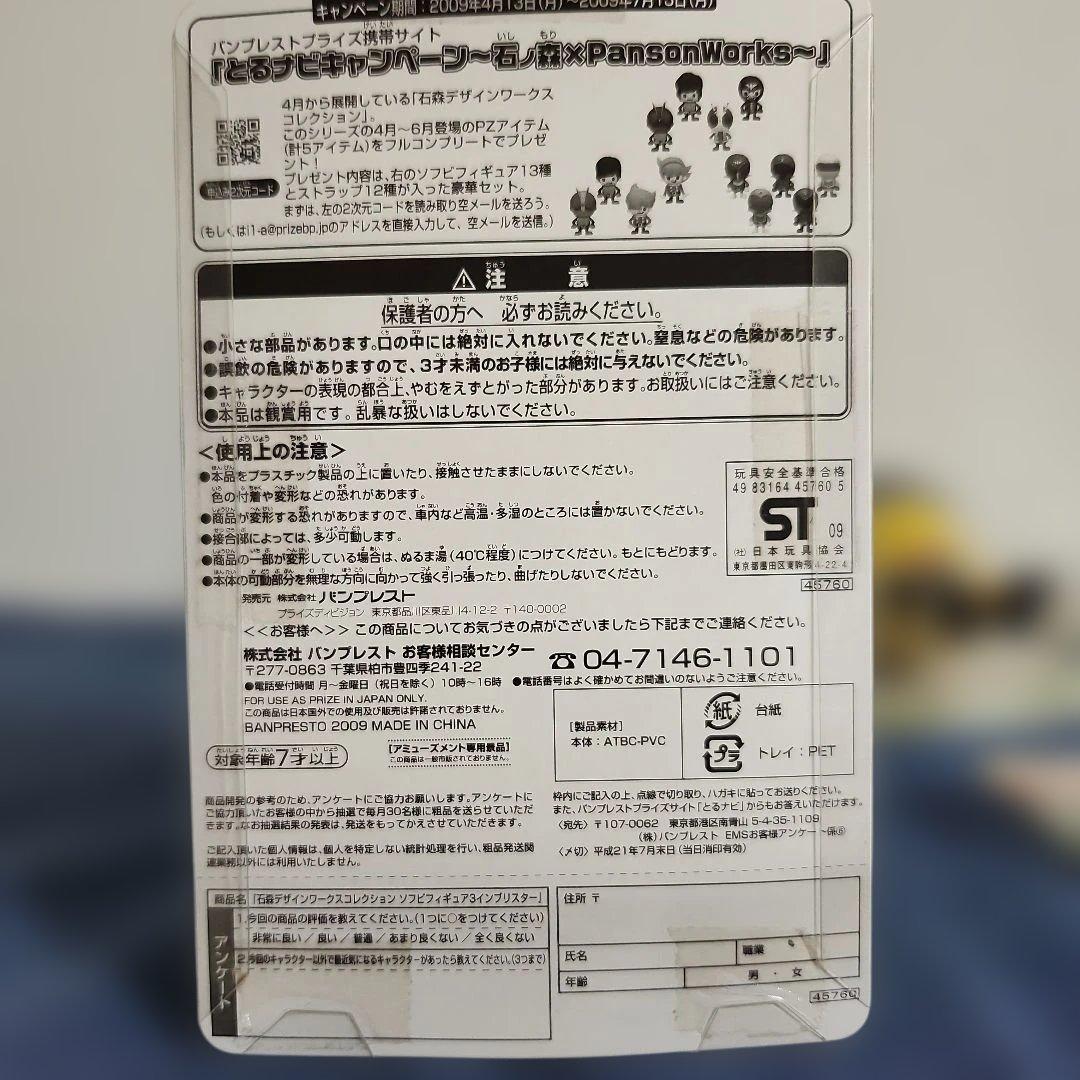 キャンペーン期間：2009年4月13日(月)～2009年7月13日(月)
バンプレストプライズ携帯サイト
「とるナビキャンペーン～石ノ森×PansonWorks～」
4月から展開している「石森デザインワークス
コレクション」。
このシリーズの4月～6月登場のPZアイテム
(計5アイテム)をフルコンプリートでプレゼ
ント！
プレゼント内容は、右のソフビフィギュア13種
とストラップ12種が入った豪華セット。
まずは、左の2次元コードを読み取り空メールを送ろう。
申込み2次元コード
(もしくはi1-a@prizebp.jpのアドレスを直接入力して、空メールを送信。)
注意
保護者の方へ 必ずお読みください。
●小さな部品があります。口の中には絶対に入れないでください。窒息などの危険があります。
●誤飲の危険がありますので、3才未満のお子様には絶対に与えないでください。
●キャラクターの表現の都合上、やむをえずとがった部分があります。お取扱いにはご注意ください。
●本品は観賞用です。乱暴な扱いはしないでください。
＜使用上の注意＞
●本品をプラスチック製品の上に置いたり、接触させたままにしないでください。
色の付着や変形などの恐れがあります。
●商品が変形する恐れがありますので、車内など高温・多湿のところには置かないでください。
●接合部によっては、多少可動します。
●商品の一部が変形している場合は、ぬるま湯(40℃程度)につけてください。もとにもどります。
●本体の可動部分を無理な方向に向かって強く引っ張ったり、曲げたりしないでください。
玩具安全基準合格
49 83164 45760 5
ST 09
(社)日本玩具協会
東京都墨田区東駒形4-22-4
45760
発売元 株式会社バンプレスト
プライズディビジョン 東京都品川区東品川4-12-2 〒140-0002
<<お客様へ>> この商品についてお気づきの点がございましたら下記までご連絡ください。
株式会社 バンプレスト お客様相談センター
☎04-7146-1101
〒277-0863 千葉県柏市豊四季241-22
●電話受付時間 月～金曜日(祝日を除く)10時～16時 ●電話番号はよく確かめてお間違いのないようご注意ください。
FOR USE AS PRIZE IN JAPAN ONLY.
この商品は日本国外での使用及び販売は許諾されておりません。
BANPRESTO 2009 MADE IN CHINA
対象年齢7才以上
[アミューズメント専用景品]
この商品は一般市販されておりません。
[製品素材]
本体：ATBC-PVC
紙 台紙
プラ トレイ：PET
商品開発の参考のため、アンケートにご協力お願いします。アンケートに
ご協力頂いたお客様の中から抽選で毎月30名様に粗品を送らせていただ
きます。なお抽選結果の発表は、発送をもってかえさせていただきます。
ご記入頂いた個人情報は、個人を特定しない統計処理を行い、粗品発送関
連業務以外には利用いたしません。
枠内にご記入の上、点線で切り取り、ハガキに貼ってお送りください。
また、バンプレストプライズサイト「とるナビ」からもお答えいただけます。
〈宛先〉〒107-0062 東京都港区南青山5-4-35-1109
(株)バンプレスト EMSお客様アンケート係⑥
〈〆切〉平成21年7月末日(当日消印有効)
商品名「石森デザインワークスコレクション ソフビフィギュア3インブリスター」
アンケート
1.今回の商品の評価を教えてください。(1つに○をつけてください)
非常に良い ／ 良い ／ 普通 ／ あまり良くない ／ 全く良くない
2.今回のキャラクター以外で最近気になるキャラクターがあったら教えてください。(3つまで)
住所 〒
氏名
職業
年齢
男 ・ 女
45760